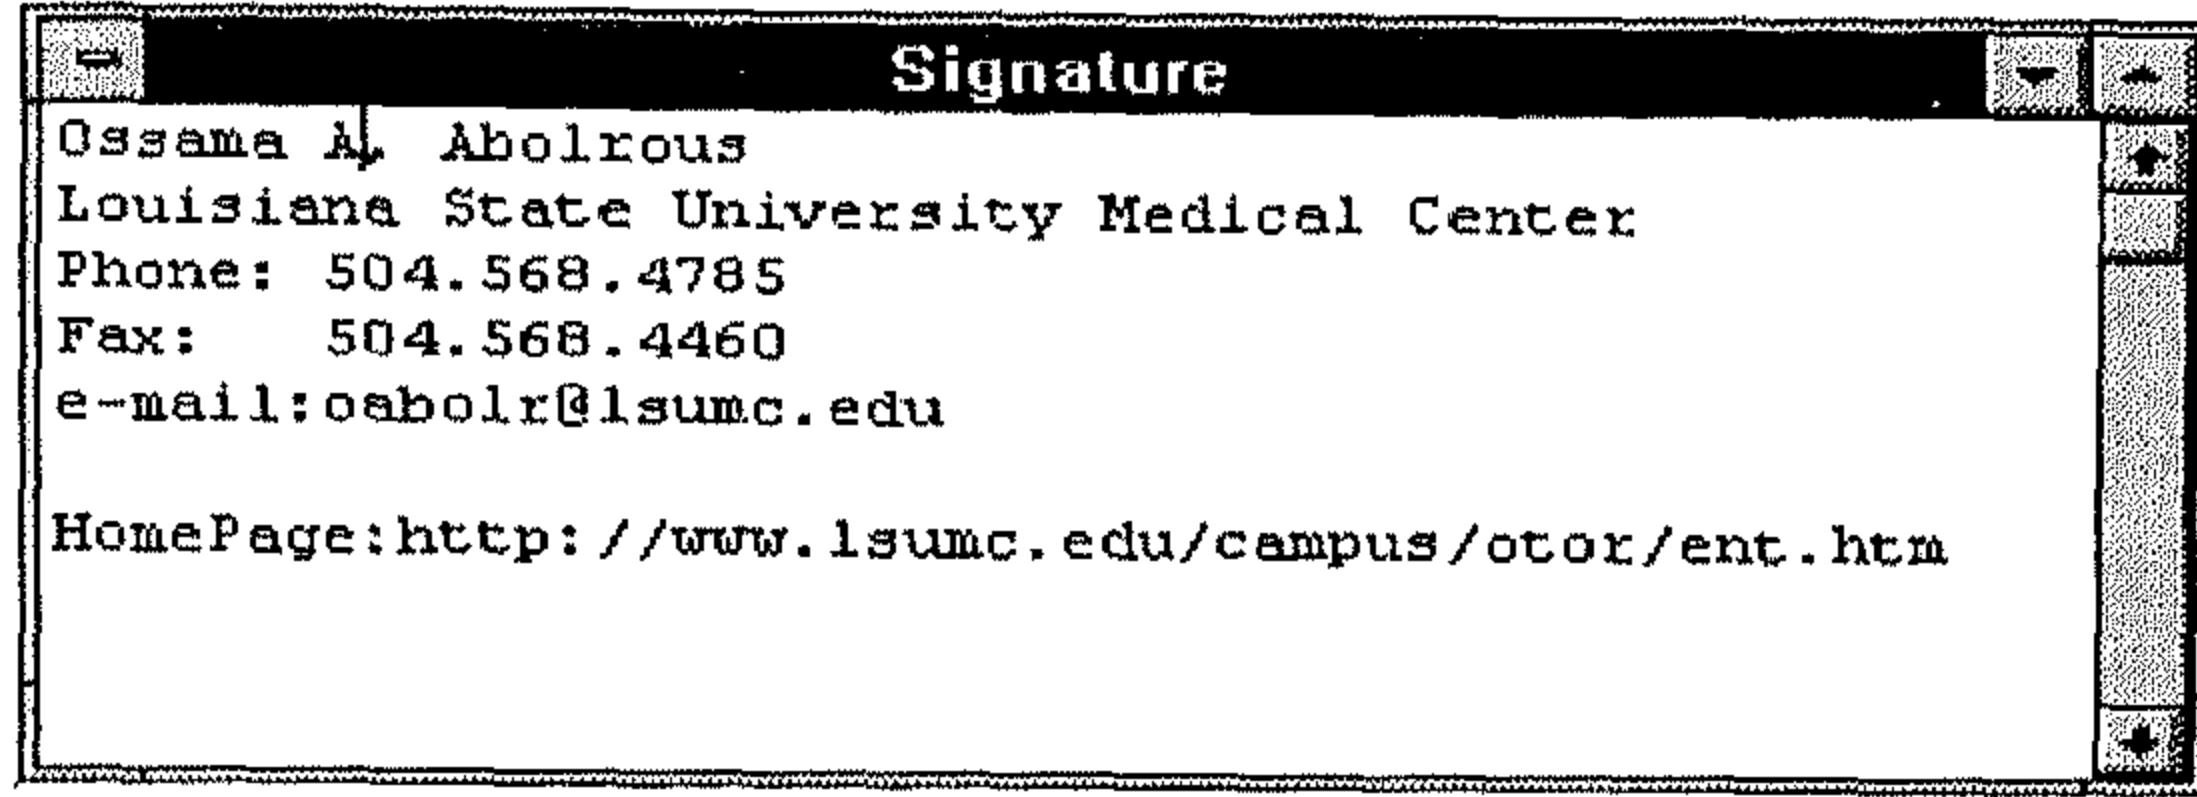 Signature
Ossama A. Abolrous
Louisiana State University Medical Center
Phone: 504.568.4785
Fax: 504.568.4460
e-mail:oabolr@lsumc.edu
HomePage:http://www.lsumc.edu/campus/otor/ent.htm